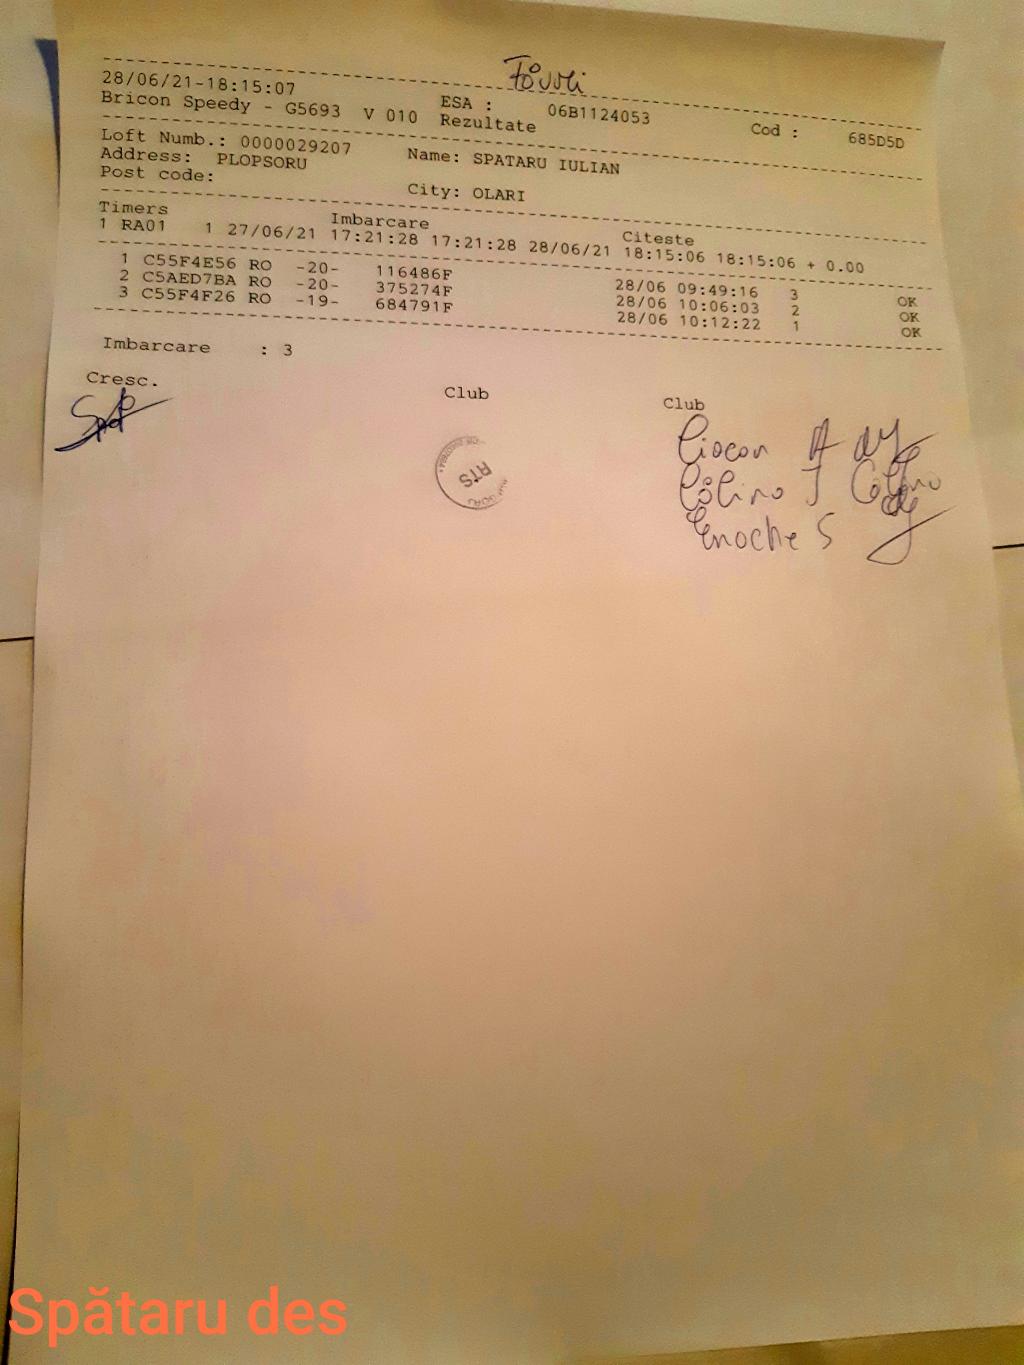 28/06/21-18:15:07 ESA : 06B1124053 Cod : 685D5D
Bricon Speedy - G5693 V 010 Rezultate
Loft Numb.: 0000029207 Name: SPATARU IULIAN
Address: PLOPSORU
Post code: City: OLARI
Timers Imbarcare Citeste
1 RA01 1 27/06/21 17:21:28 17:21:28 28/06/21 18:15:06 18:15:06 + 0.00
1 C55F4E56 RO -20- 116486F 28/06 09:49:16 3 OK
2 C5AED7BA RO -20- 375274F 28/06 10:06:03 2 OK
3 C55F4F26 RO -19- 684791F 28/06 10:12:22 1 OK
Imbarcare : 3
Cresc. Club Club
RTS
Ciocan A
Călina I
Enache S
Spătaru des